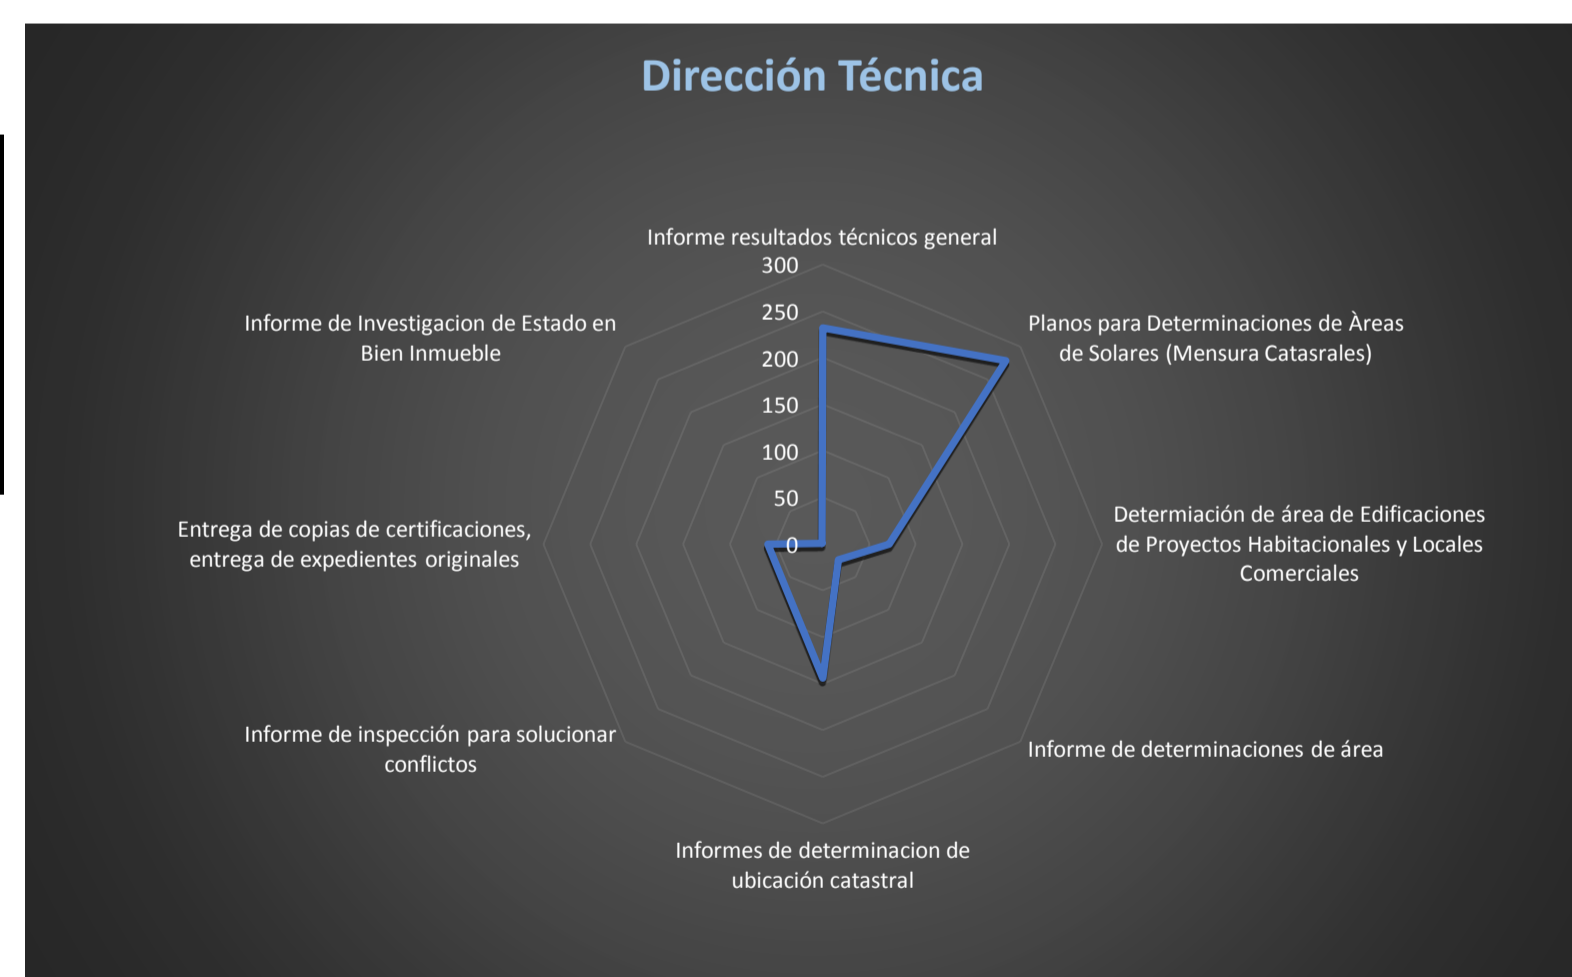 Dirección Técnica
Informe resultados técnicos general
300
250
200
150
100
50
0
Planos para Determinaciones de Àreas
de Solares (Mensura Catasrales)
Determiación de área de Edificaciones
de Proyectos Habitacionales y Locales
Comerciales
Informe de determinaciones de área
Informes de determinacion de
ubicación catastral
Informe de inspección para solucionar
conflictos
Entrega de copias de certificaciones,
entrega de expedientes originales
Informe de Investigacion de Estado en
Bien Inmueble